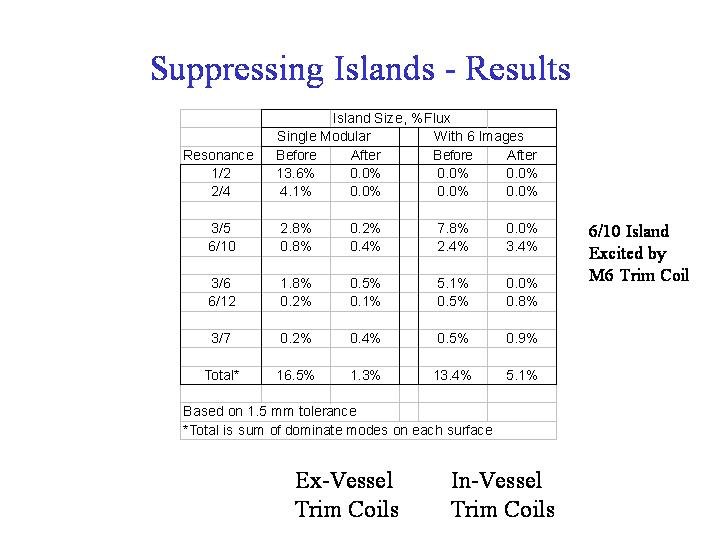 Suppressing Islands - Results
Island Size, %Flux
Single Modular With 6 Images
Resonance Before After Before After
1/2 13.6% 0.0% 0.0% 0.0%
2/4 4.1% 0.0% 0.0% 0.0%
3/5 2.8% 0.2% 7.8% 0.0%
6/10 0.8% 0.4% 2.4% 3.4%
3/6 1.8% 0.5% 5.1% 0.0%
6/12 0.2% 0.1% 0.5% 0.8%
3/7 0.2% 0.4% 0.5% 0.9%
Total* 16.5% 1.3% 13.4% 5.1%
Based on 1.5 mm tolerance
*Total is sum of dominate modes on each surface
6/10 Island
Excited by
M6 Trim Coil
Ex-Vessel
Trim Coils
In-Vessel
Trim Coils